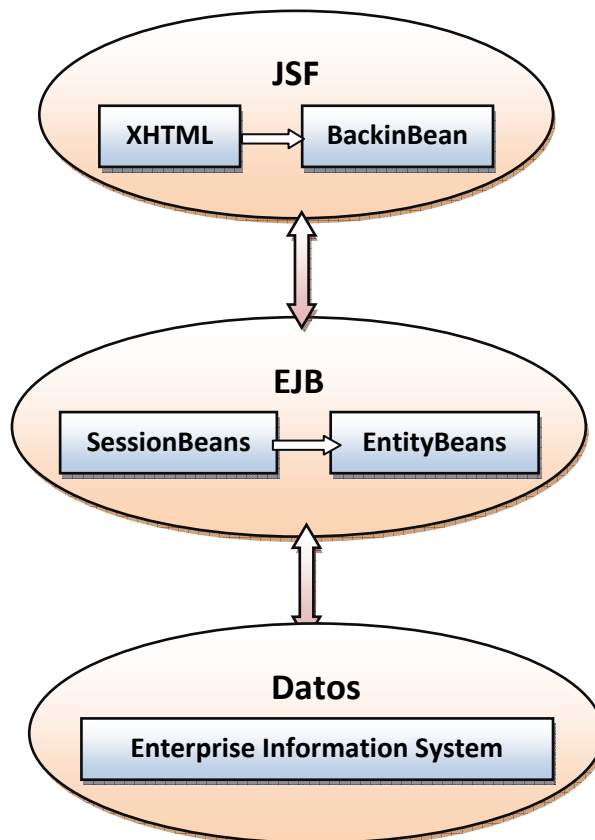 JSF
XHTML BackinBean
EJB
SessionBeans EntityBeans
Datos
Enterprise Information System